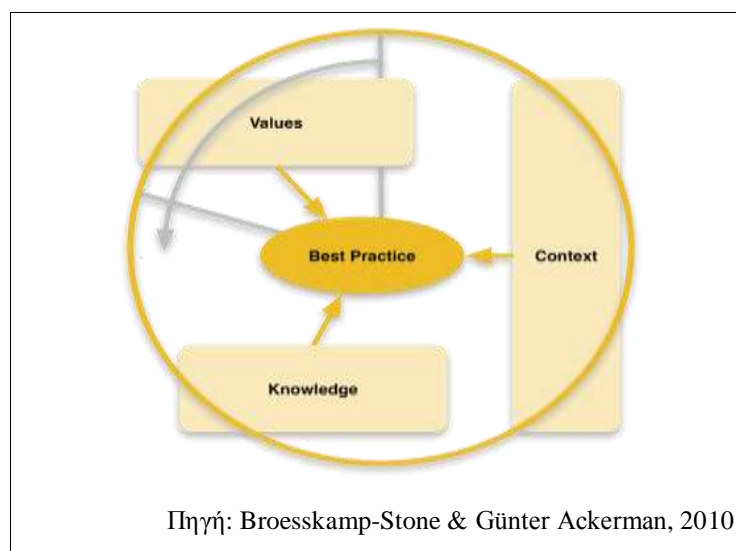 Values
Best Practice
Context
Knowledge
Πηγή: Broesskamp-Stone & Günter Ackerman, 2010